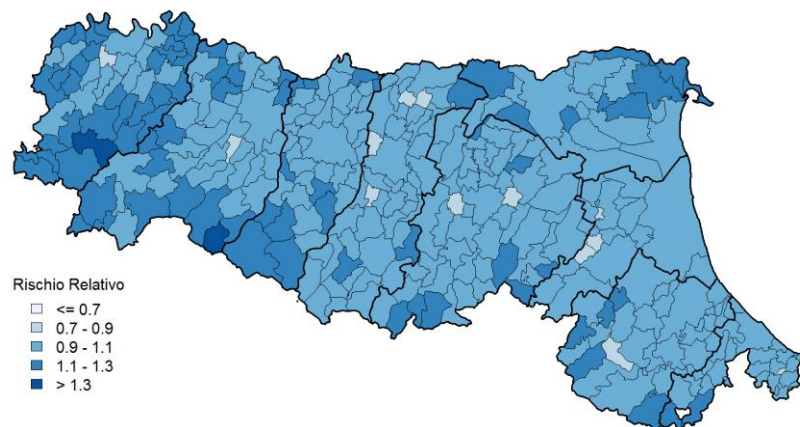 Rischio Relativo
<= 0.7
0.7 - 0.9
0.9 - 1.1
1.1 - 1.3
> 1.3